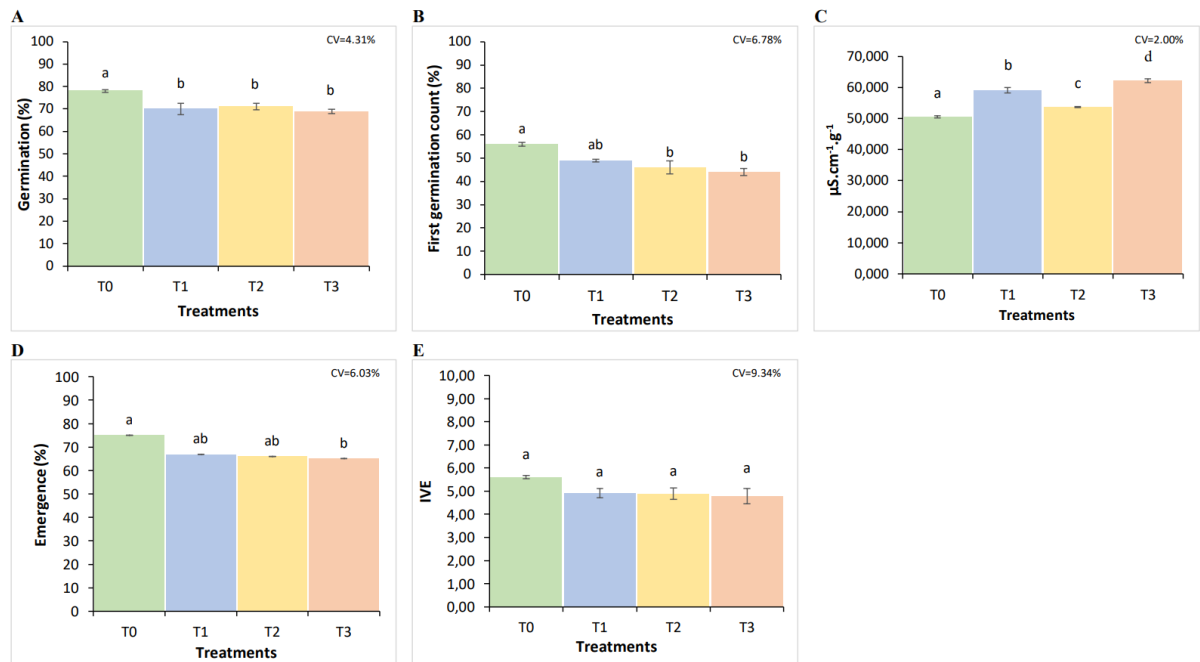 A
CV=4.31%
Germination (%)
100
90
80
70
60
50
40
30
20
10
0
a
b
b
b
T0
T1
T2
T3
Treatments
B
CV=6.78%
First germination count (%)
100
90
80
70
60
50
40
30
20
10
0
a
ab
b
b
T0
T1
T2
T3
Treatments
C
CV=2.00%
µS.cm⁻¹.g⁻¹
70,000
60,000
50,000
40,000
30,000
20,000
10,000
0,000
a
b
c
d
T0
T1
T2
T3
Treatments
D
CV=6.03%
Emergence (%)
100
90
80
70
60
50
40
30
20
10
0
a
ab
ab
b
T0
T1
T2
T3
Treatments
E
CV=9.34%
IVE
10,00
9,00
8,00
7,00
6,00
5,00
4,00
3,00
2,00
1,00
0,00
a
a
a
a
T0
T1
T2
T3
Treatments